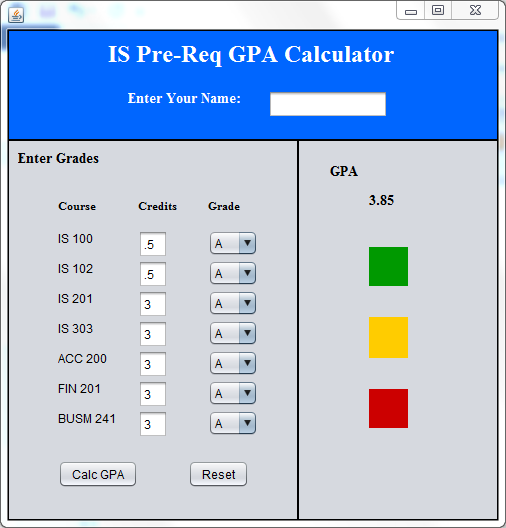 IS Pre-Req GPA Calculator
Enter Your Name:
Enter Grades
Course Credits Grade
IS 100 .5 A
IS 102 .5 A
IS 201 3 A
IS 303 3 A
ACC 200 3 A
FIN 201 3 A
BUSM 241 3 A
Calc GPA Reset
GPA
3.85